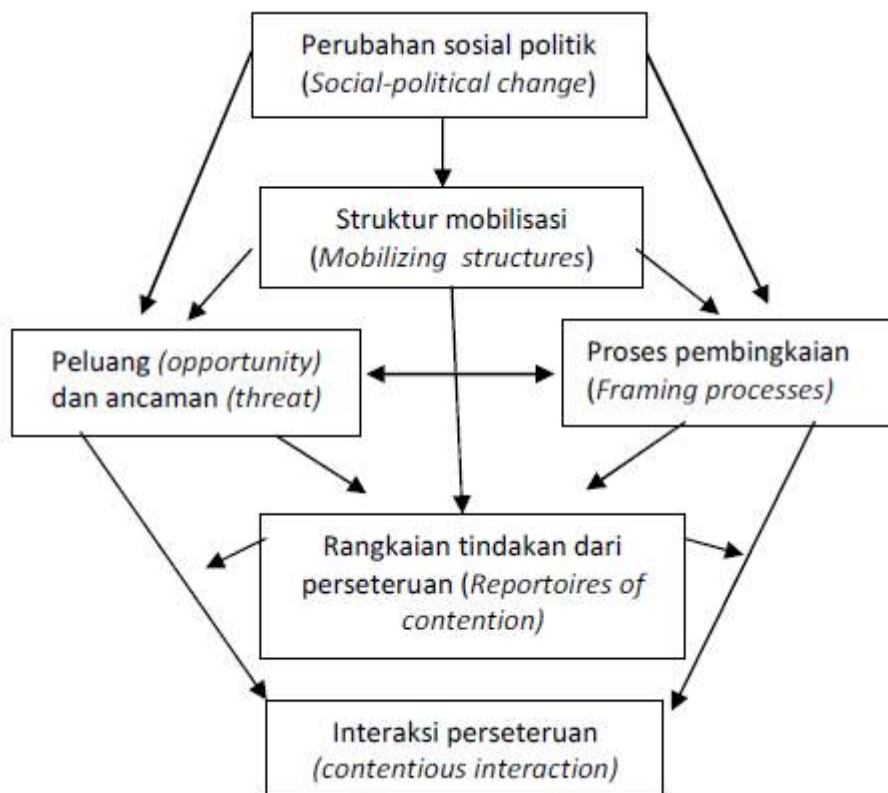 Perubahan sosial politik
(Social-political change)
Struktur mobilisasi
(Mobilizing structures)
Peluang (opportunity)
dan ancaman (threat)
Proses pembingkaian
(Framing processes)
Rangkaian tindakan dari
perseteruan (Reportoires of
contention)
Interaksi perseteruan
(contentious interaction)